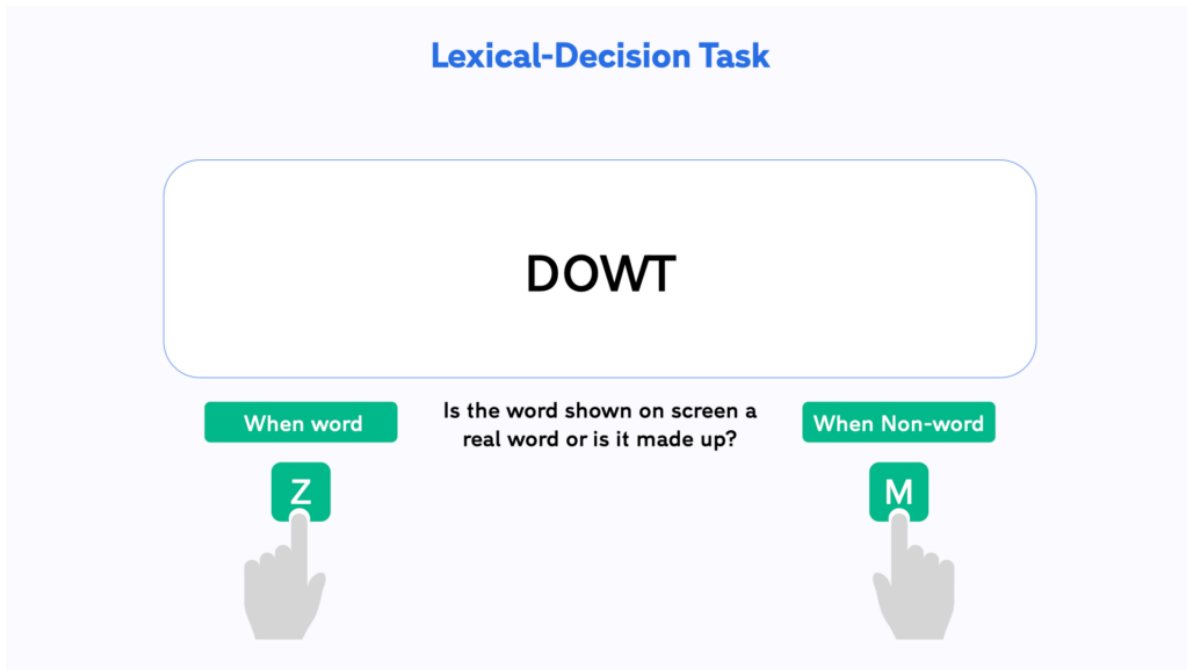 Lexical-Decision Task
DOWT
When word
Is the word shown on screen a
real word or is it made up?
When Non-word
Z
M